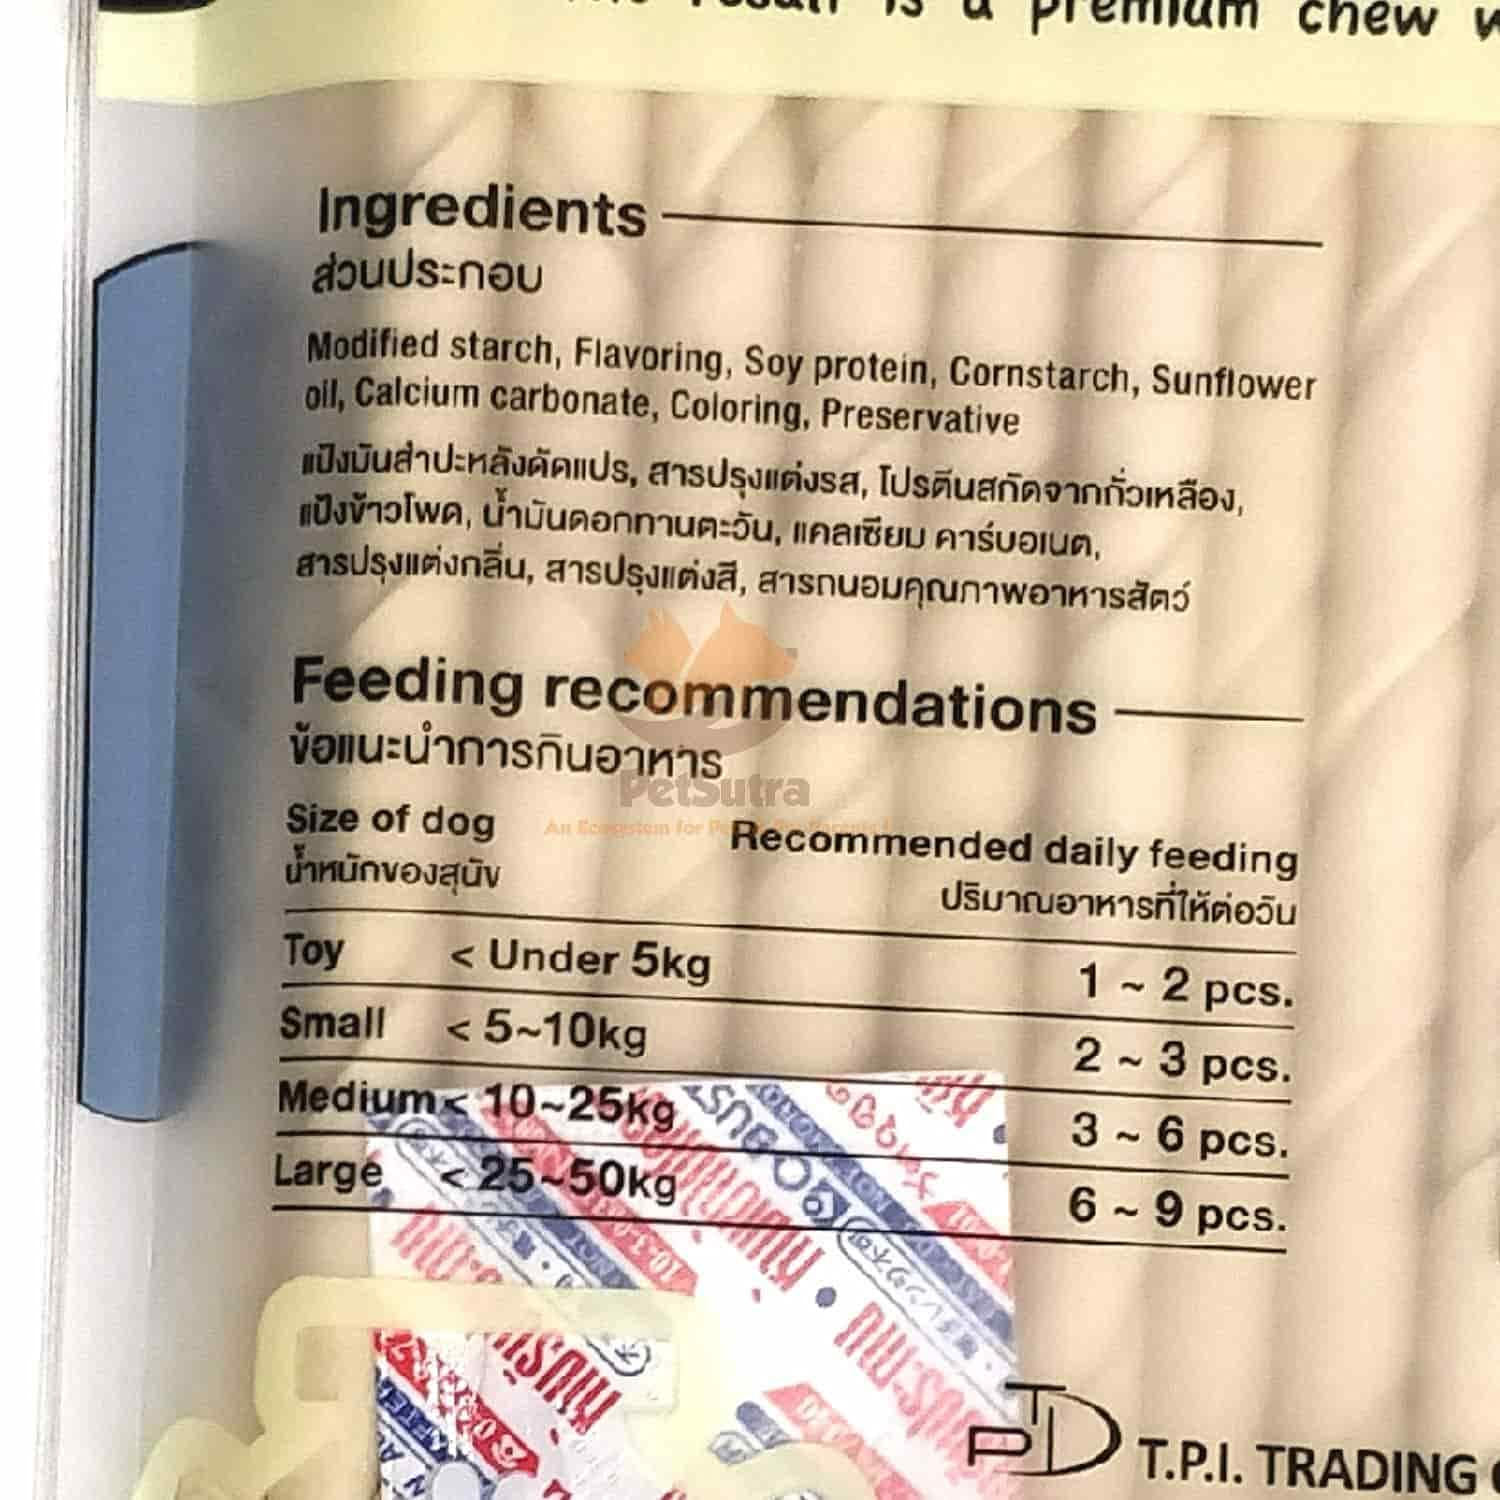 result is a premium chew
Ingredients
ส่วนประกอบ
Modified starch, Flavoring, Soy protein, Cornstarch, Sunflower
oil, Calcium carbonate, Coloring, Preservative
แป้งมันสำปะหลังดัดแปร, สารปรุงแต่งรส, โปรตีนสกัดจากถั่วเหลือง,
แป้งข้าวโพด, น้ำมันดอกทานตะวัน, แคลเซียม คาร์บอเนต,
สารปรุงแต่งกลิ่น, สารปรุงแต่งสี, สารถนอมคุณภาพอาหารสัตว์
Feeding recommendations
ข้อแนะนำการกินอาหาร
PetSutra
An Ecosystem for
Size of dog Recommended daily feeding
น้ำหนักของสุนัข ปริมาณอาหารที่ให้ต่อวัน
Toy < Under 5kg 1 ~ 2 pcs.
Small < 5~10kg 2 ~ 3 pcs.
Medium < 10~25kg 3 ~ 6 pcs.
Large < 25~50kg 6 ~ 9 pcs.
T.P.I. TRADING